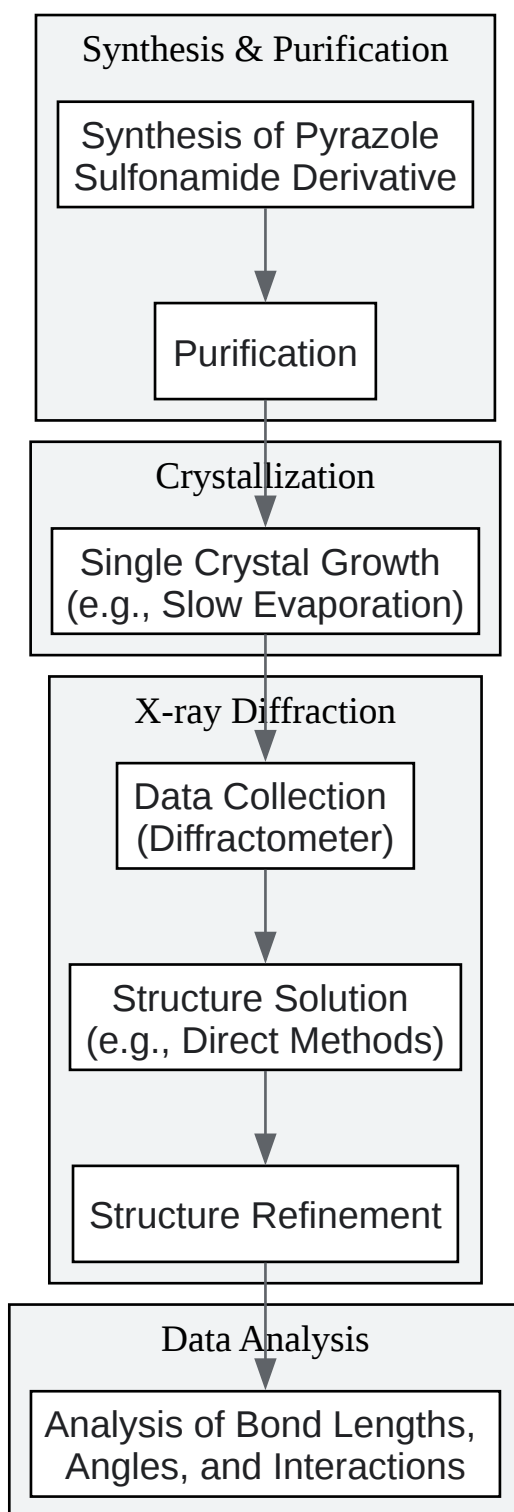 Synthesis & Purification
Synthesis of Pyrazole
Sulfonamide Derivative
Purification
Crystallization
Single Crystal Growth
(e.g., Slow Evaporation)
X-ray Diffraction
Data Collection
(Diffractometer)
Structure Solution
(e.g., Direct Methods)
Structure Refinement
Data Analysis
Analysis of Bond Lengths,
Angles, and Interactions